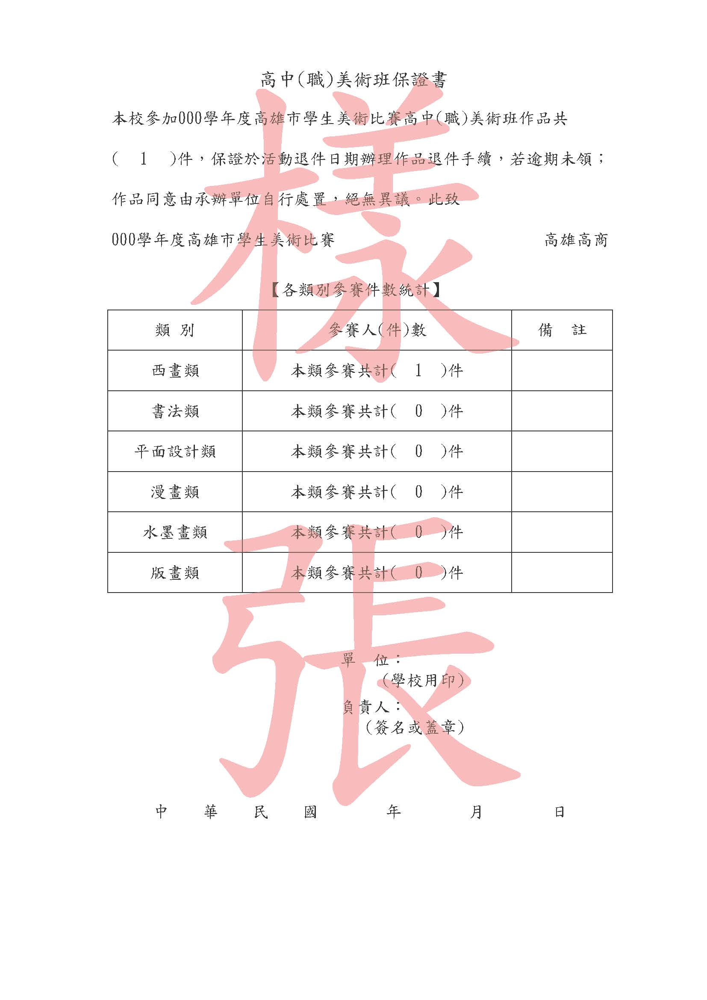 高中(職)美術班保證書
本校參加000學年度高雄市學生美術比賽高中(職)美術班作品共
( 1 )件，保證於活動退件日期辦理作品退件手續，若逾期未領；
作品同意由承辦單位自行處置，絕無異議。此致
000學年度高雄市學生美術比賽 高雄高商
【各類別參賽件數統計】
類 別 參賽人(件)數 備 註
西畫類 本類參賽共計( 1 )件
書法類 本類參賽共計( 0 )件
平面設計類 本類參賽共計( 0 )件
漫畫類 本類參賽共計( 0 )件
水墨畫類 本類參賽共計( 0 )件
版畫類 本類參賽共計( 0 )件
單 位：
(學校用印)
負責人：
(簽名或蓋章)
中 華 民 國 年 月 日
樣
張